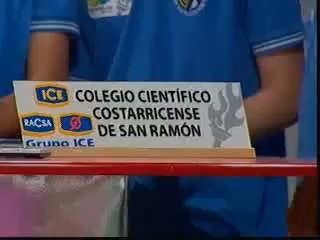 ICE
COLEGIO CIENTÍFICO
COSTARRICENSE
RACSA
DE SAN RAMÓN
Grupo ICE